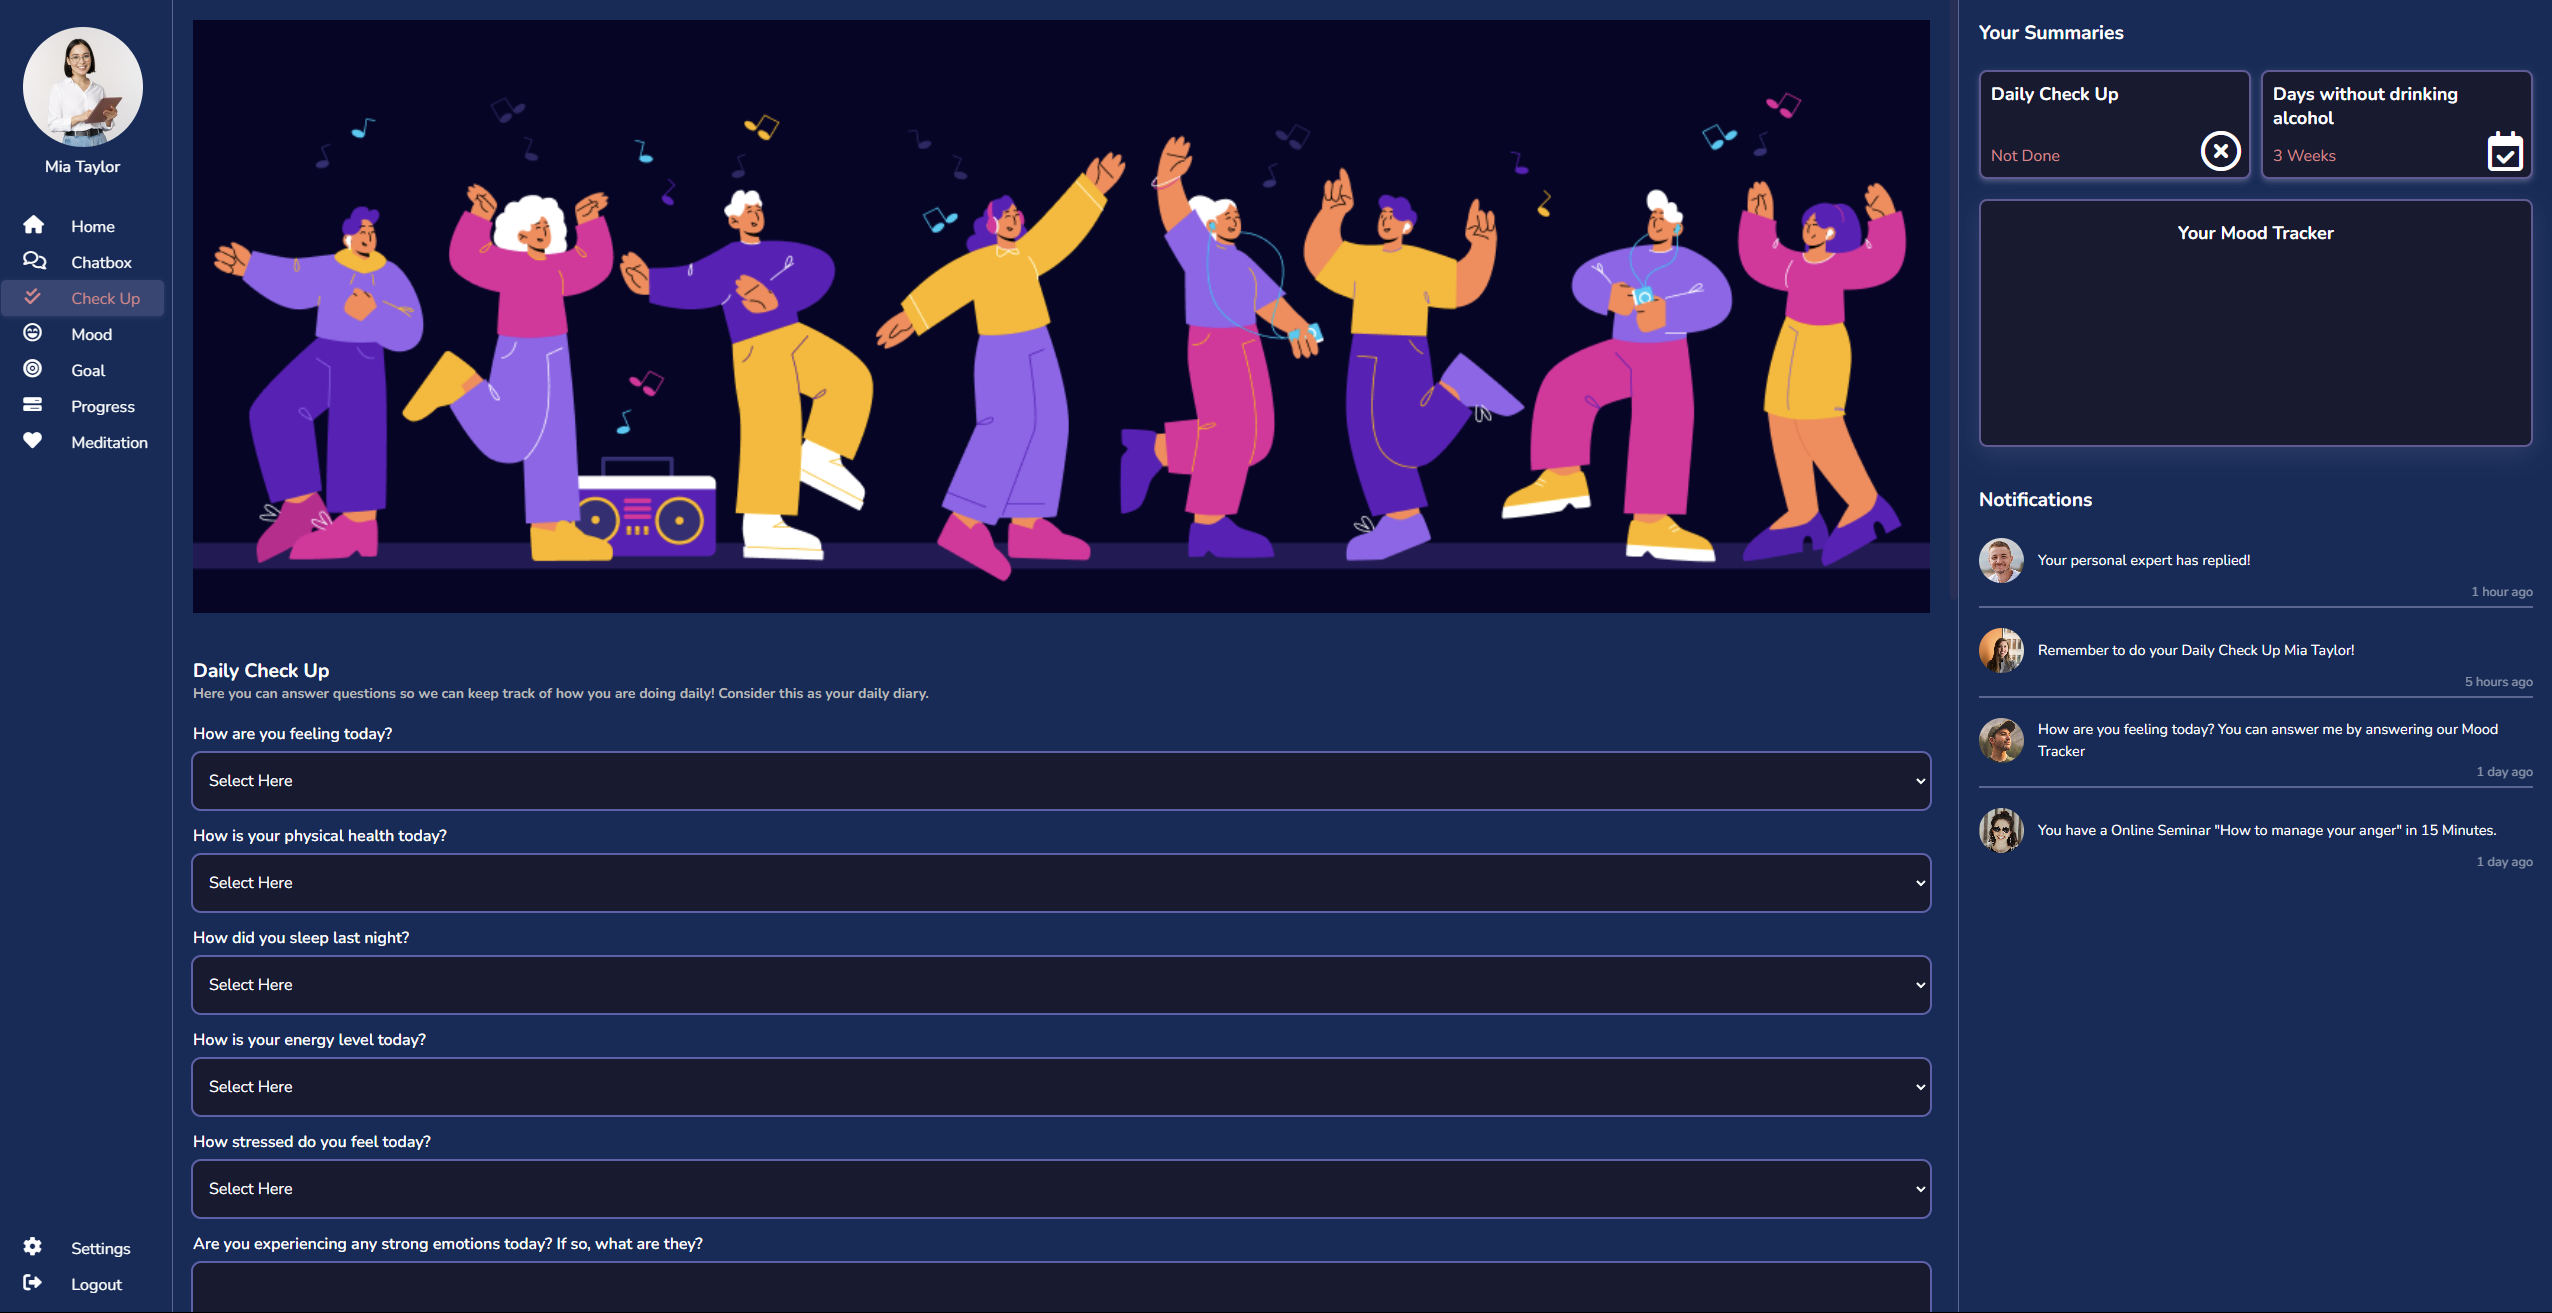 Mia Taylor
Home
Chatbox
Check Up
Mood
Goal
Progress
Meditation
Settings
Logout
Daily Check Up
Here you can answer questions so we can keep track of how you are doing daily! Consider this as your daily diary.
How are you feeling today?
Select Here
How is your physical health today?
Select Here
How did you sleep last night?
Select Here
How is your energy level today?
Select Here
How stressed do you feel today?
Select Here
Are you experiencing any strong emotions today? If so, what are they?
Your Summaries
Daily Check Up
Not Done
Days without drinking
alcohol
3 Weeks
Your Mood Tracker
Notifications
Your personal expert has replied!
1 hour ago
Remember to do your Daily Check Up Mia Taylor!
5 hours ago
How are you feeling today? You can answer me by answering our Mood
Tracker
1 day ago
You have a Online Seminar "How to manage your anger" in 15 Minutes.
1 day ago